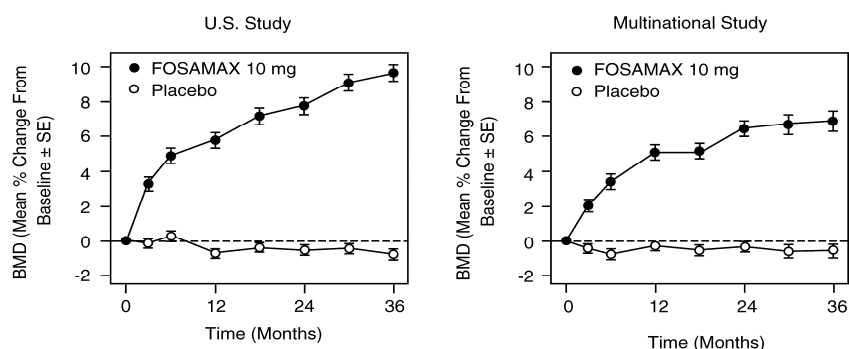 U.S. Study
BMD (Mean % Change From
Baseline ± SE)
10
8
6
4
2
0
-2
FOSAMAX 10 mg
Placebo
0
12
24
36
Time (Months)
Multinational Study
BMD (Mean % Change From
Baseline ± SE)
10
8
6
4
2
0
-2
FOSAMAX 10 mg
Placebo
0
12
24
36
Time (Months)